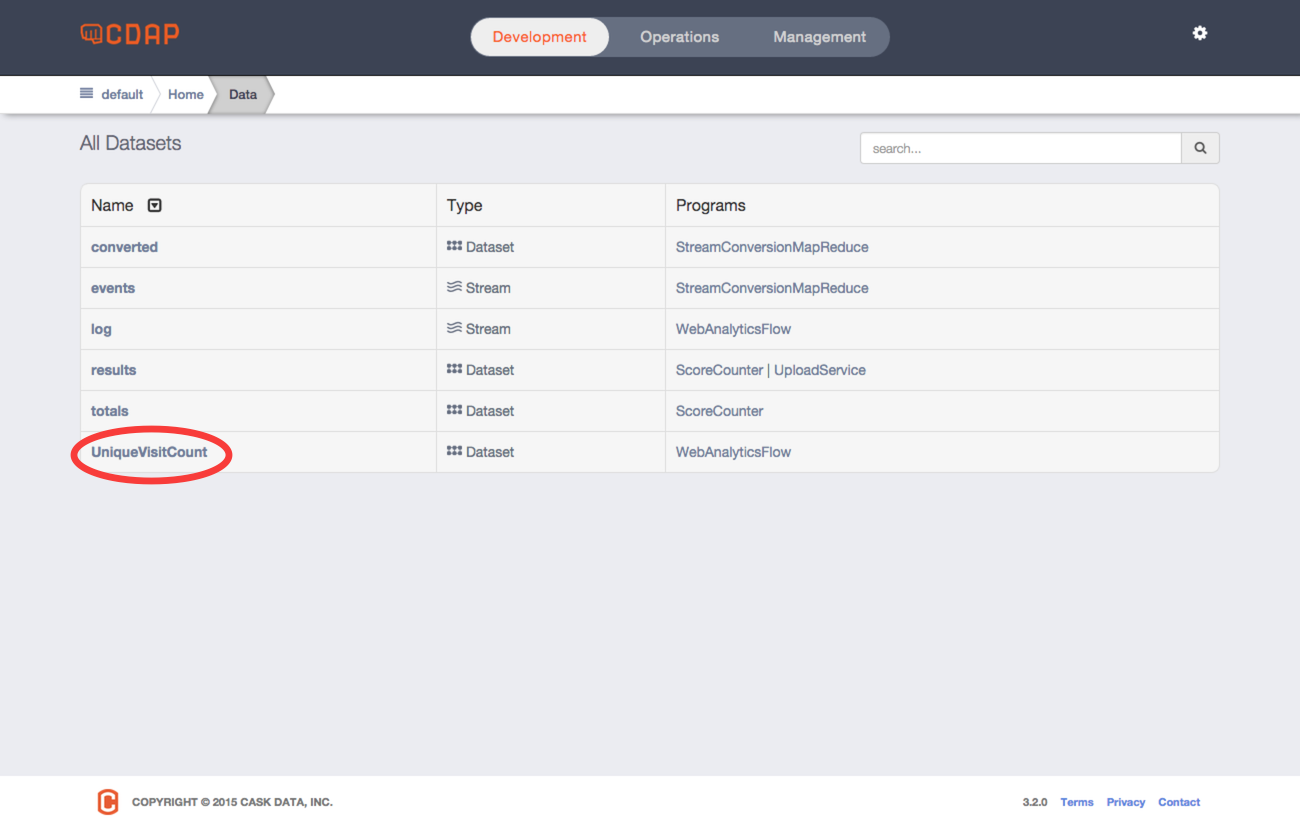 CDAP
Development Operations Management
default Home Data
All Datasets
search...
Name Type Programs
converted Dataset StreamConversionMapReduce
events Stream StreamConversionMapReduce
log Stream WebAnalyticsFlow
results Dataset ScoreCounter | UploadService
totals Dataset ScoreCounter
UniqueVisitCount Dataset WebAnalyticsFlow
COPYRIGHT © 2015 CASK DATA, INC. 3.2.0 Terms Privacy Contact